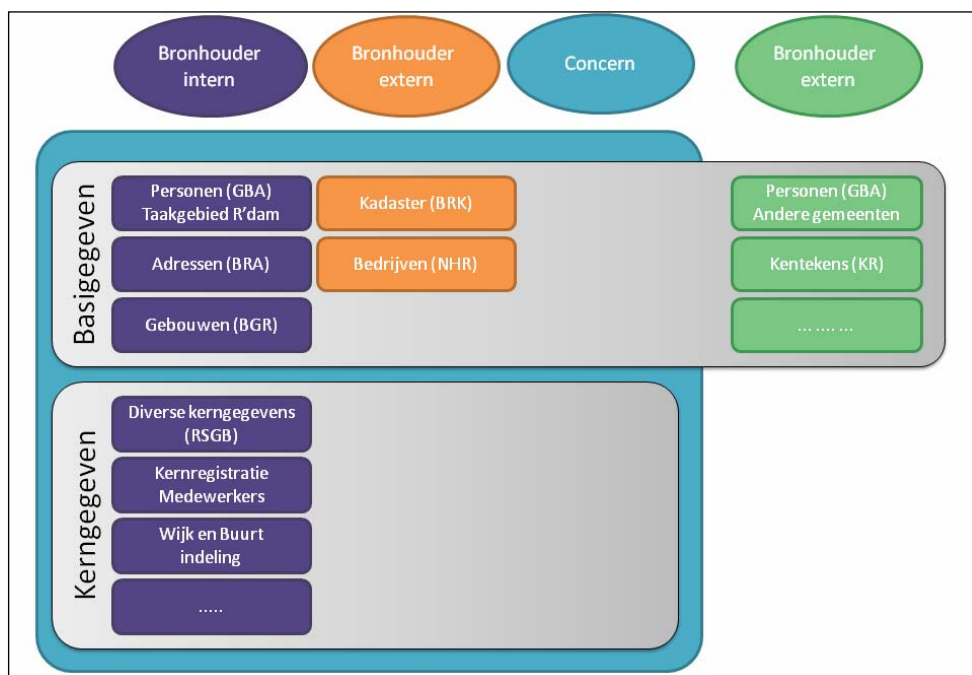 Bronhouder
intern
Bronhouder
extern
Concern
Bronhouder
extern
Basigegeven
Personen (GBA)
Taakgebied R'dam
Kadaster (BRK)
Personen (GBA)
Andere gemeenten
Adressen (BRA)
Bedrijven (NHR)
Kentekens (KR)
Gebouwen (BGR)
... .... ...
Kerngegeven
Diverse kerngegevens
(RSGB)
Kernregistratie
Medewerkers
Wijk en Buurt
indeling
.....